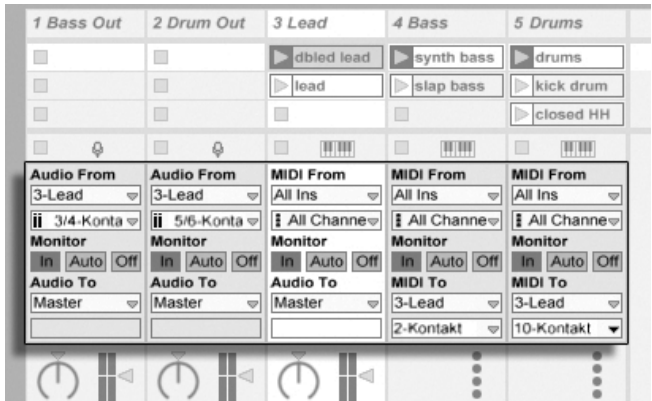 1 Bass Out 2 Drum Out 3 Lead 4 Bass 5 Drums
dbled lead synth bass drums
lead slap bass kick drum
closed HH
Audio From Audio From MIDI From MIDI From MIDI From
3-Lead 3-Lead All Ins All Ins All Ins
3/4-Konta 5/6-Konta All Channe All Channe All Channe
Monitor Monitor Monitor Monitor Monitor
In Auto Off In Auto Off In Auto Off In Auto Off In Auto Off
Audio To Audio To Audio To MIDI To MIDI To
Master Master Master 3-Lead 3-Lead
2-Kontakt 10-Kontakt